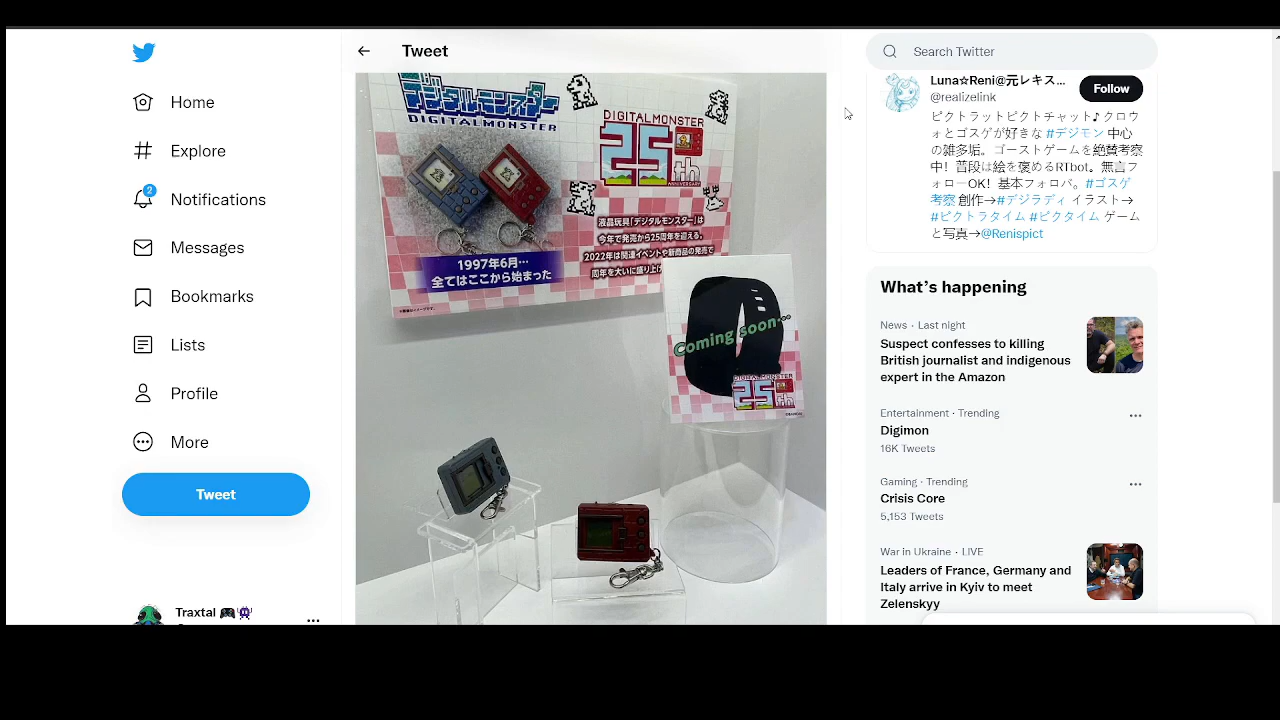 Tweet
Search Twitter
Home
Explore
2
Notifications
Messages
Bookmarks
Lists
Profile
More
Tweet
Traxtal
デジタルモンスター
DIGITALMONSTER
DIGITALMONSTER
25th
ANNIVERSARY
1997年6月…
全てはここから始まった
液晶玩具「デジタルモンスター」は
今年で発売から25周年を迎える。
2022年は関連イベントや新商品の発売で
周年を大いに盛り上げ
Coming soon...
DIGITALMONSTER
25th
Luna☆Reni@元レキス...
@realizelink
Follow
ピクトラットピクトチャット♪ クロウ
ォとゴスゲが好きな #デジモン 中心
の雑多垢。ゴーストゲームを絶賛考察
中！普段は絵を褒めるRTbot。無言フ
ォローOK！基本フォロバ。#ゴスゲ
考察 創作→#デジラディ イラスト→
#ピクトラタイム #ピクタイム ゲーム
と写真→@Renispict
What's happening
News · Last night
Suspect confesses to killing
British journalist and indigenous
expert in the Amazon
Entertainment · Trending
Digimon
16K Tweets
Gaming · Trending
Crisis Core
5,153 Tweets
War in Ukraine · LIVE
Leaders of France, Germany and
Italy arrive in Kyiv to meet
Zelenskyy